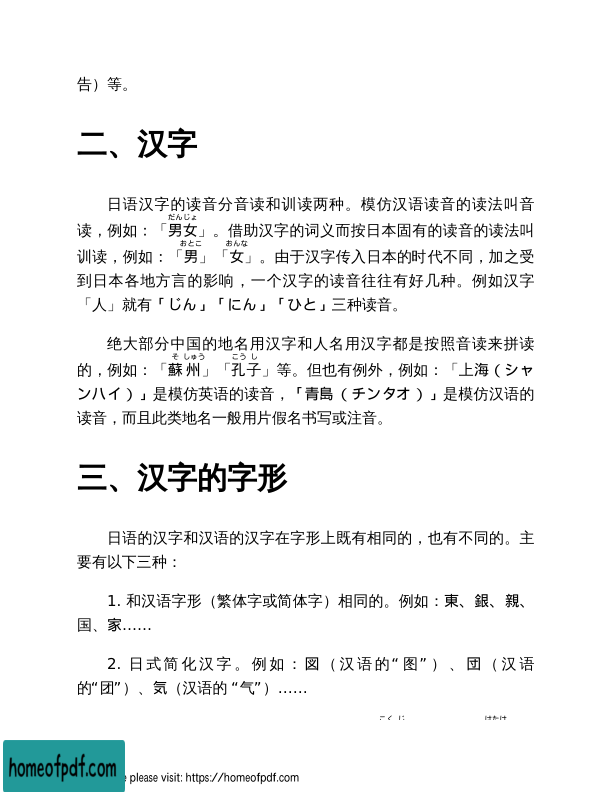 告）等。
二、汉字
日语汉字的读音分音读和训读两种。模仿汉语读音的读法叫音
だんじょ
读，例如：「男女」。借助汉字的词义而按日本固有的读音的读法叫
おとこ おんな
训读，例如：「男」「女」。由于汉字传入日本的时代不同，加之受
到日本各地方言的影响，一个汉字的读音往往有好几种。例如汉字
「人」就有「じん」「にん」「ひと」三种读音。
绝大部分中国的地名用汉字和人名用汉字都是按照音读来拼读
そ しゅう こう し
的，例如：「蘇州」「孔子」等。但也有例外，例如：「上海（シャ
ンハイ）」是模仿英语的读音，「青島（チンタオ）」是模仿汉语的
读音，而且此类地名一般用片假名书写或注音。
三、汉字的字形
日语的汉字和汉语的汉字在字形上既有相同的，也有不同的。主
要有以下三种：
1. 和汉语字形（繁体字或简体字）相同的。例如：東、銀、親、
国、家……
2. 日式简化汉字。例如：図（汉语的“图”）、団（汉语
的“团”）、気（汉语的 “气”）……
こく じ はたけ
homeofpdf.com
e please visit: https://homeofpdf.com